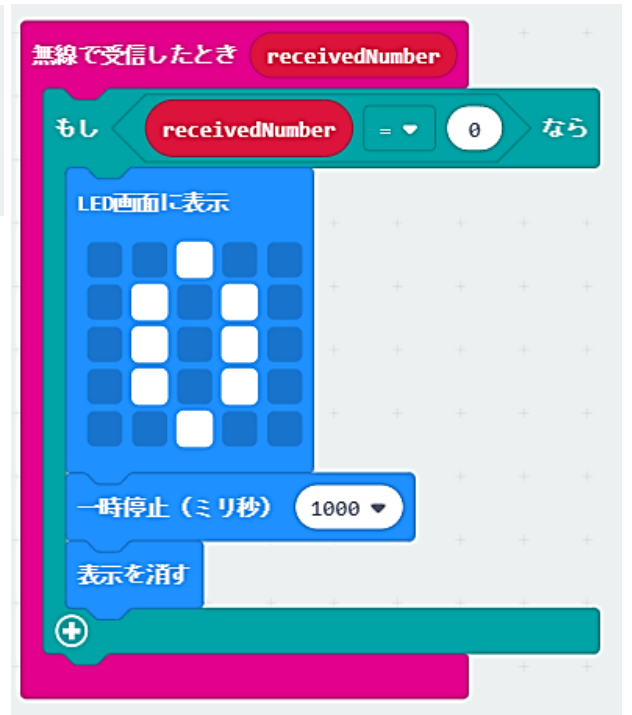 無線で受信したとき receivedNumber
もし receivedNumber = 0 なら
LED画面に表示
一時停止（ミリ秒） 1000
表示を消す